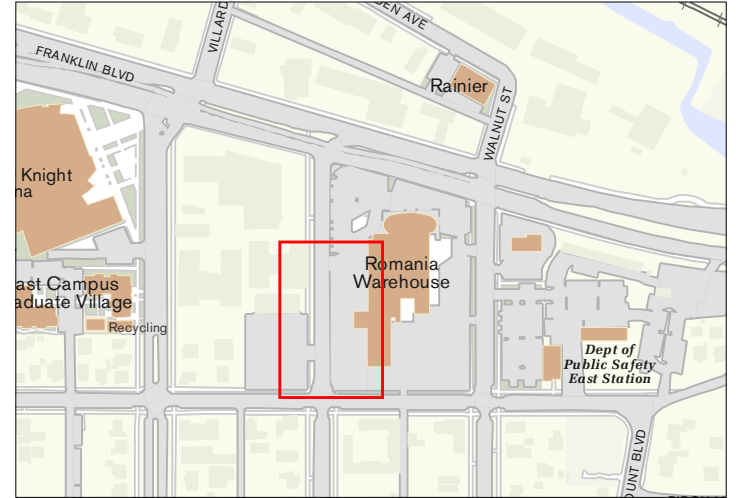 DEN AVE
VILLARD
FRANKLIN BLVD
Rainier
WALNUT ST
Knight
na
Romania
Warehouse
ast Campus
aduate Village
Recycling
Dept of
Public Safety
East Station
OUNT BLVD